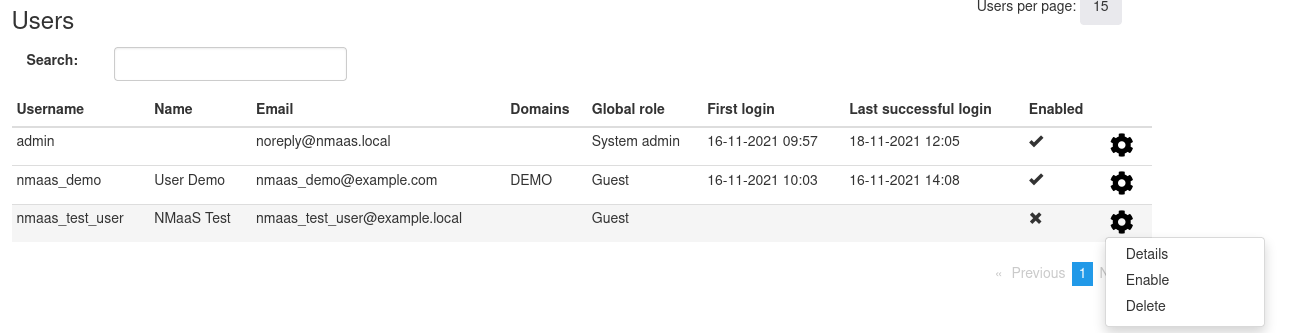 Users per page: 15
Users
Search:
Username Name Email Domains Global role First login Last successful login Enabled
admin noreply@nmaas.local System admin 16-11-2021 09:57 18-11-2021 12:05
nmaas_demo User Demo nmaas_demo@example.com DEMO Guest 16-11-2021 10:03 16-11-2021 14:08
nmaas_test_user NMaaS Test nmaas_test_user@example.local Guest
« Previous 1
Details
Enable
Delete